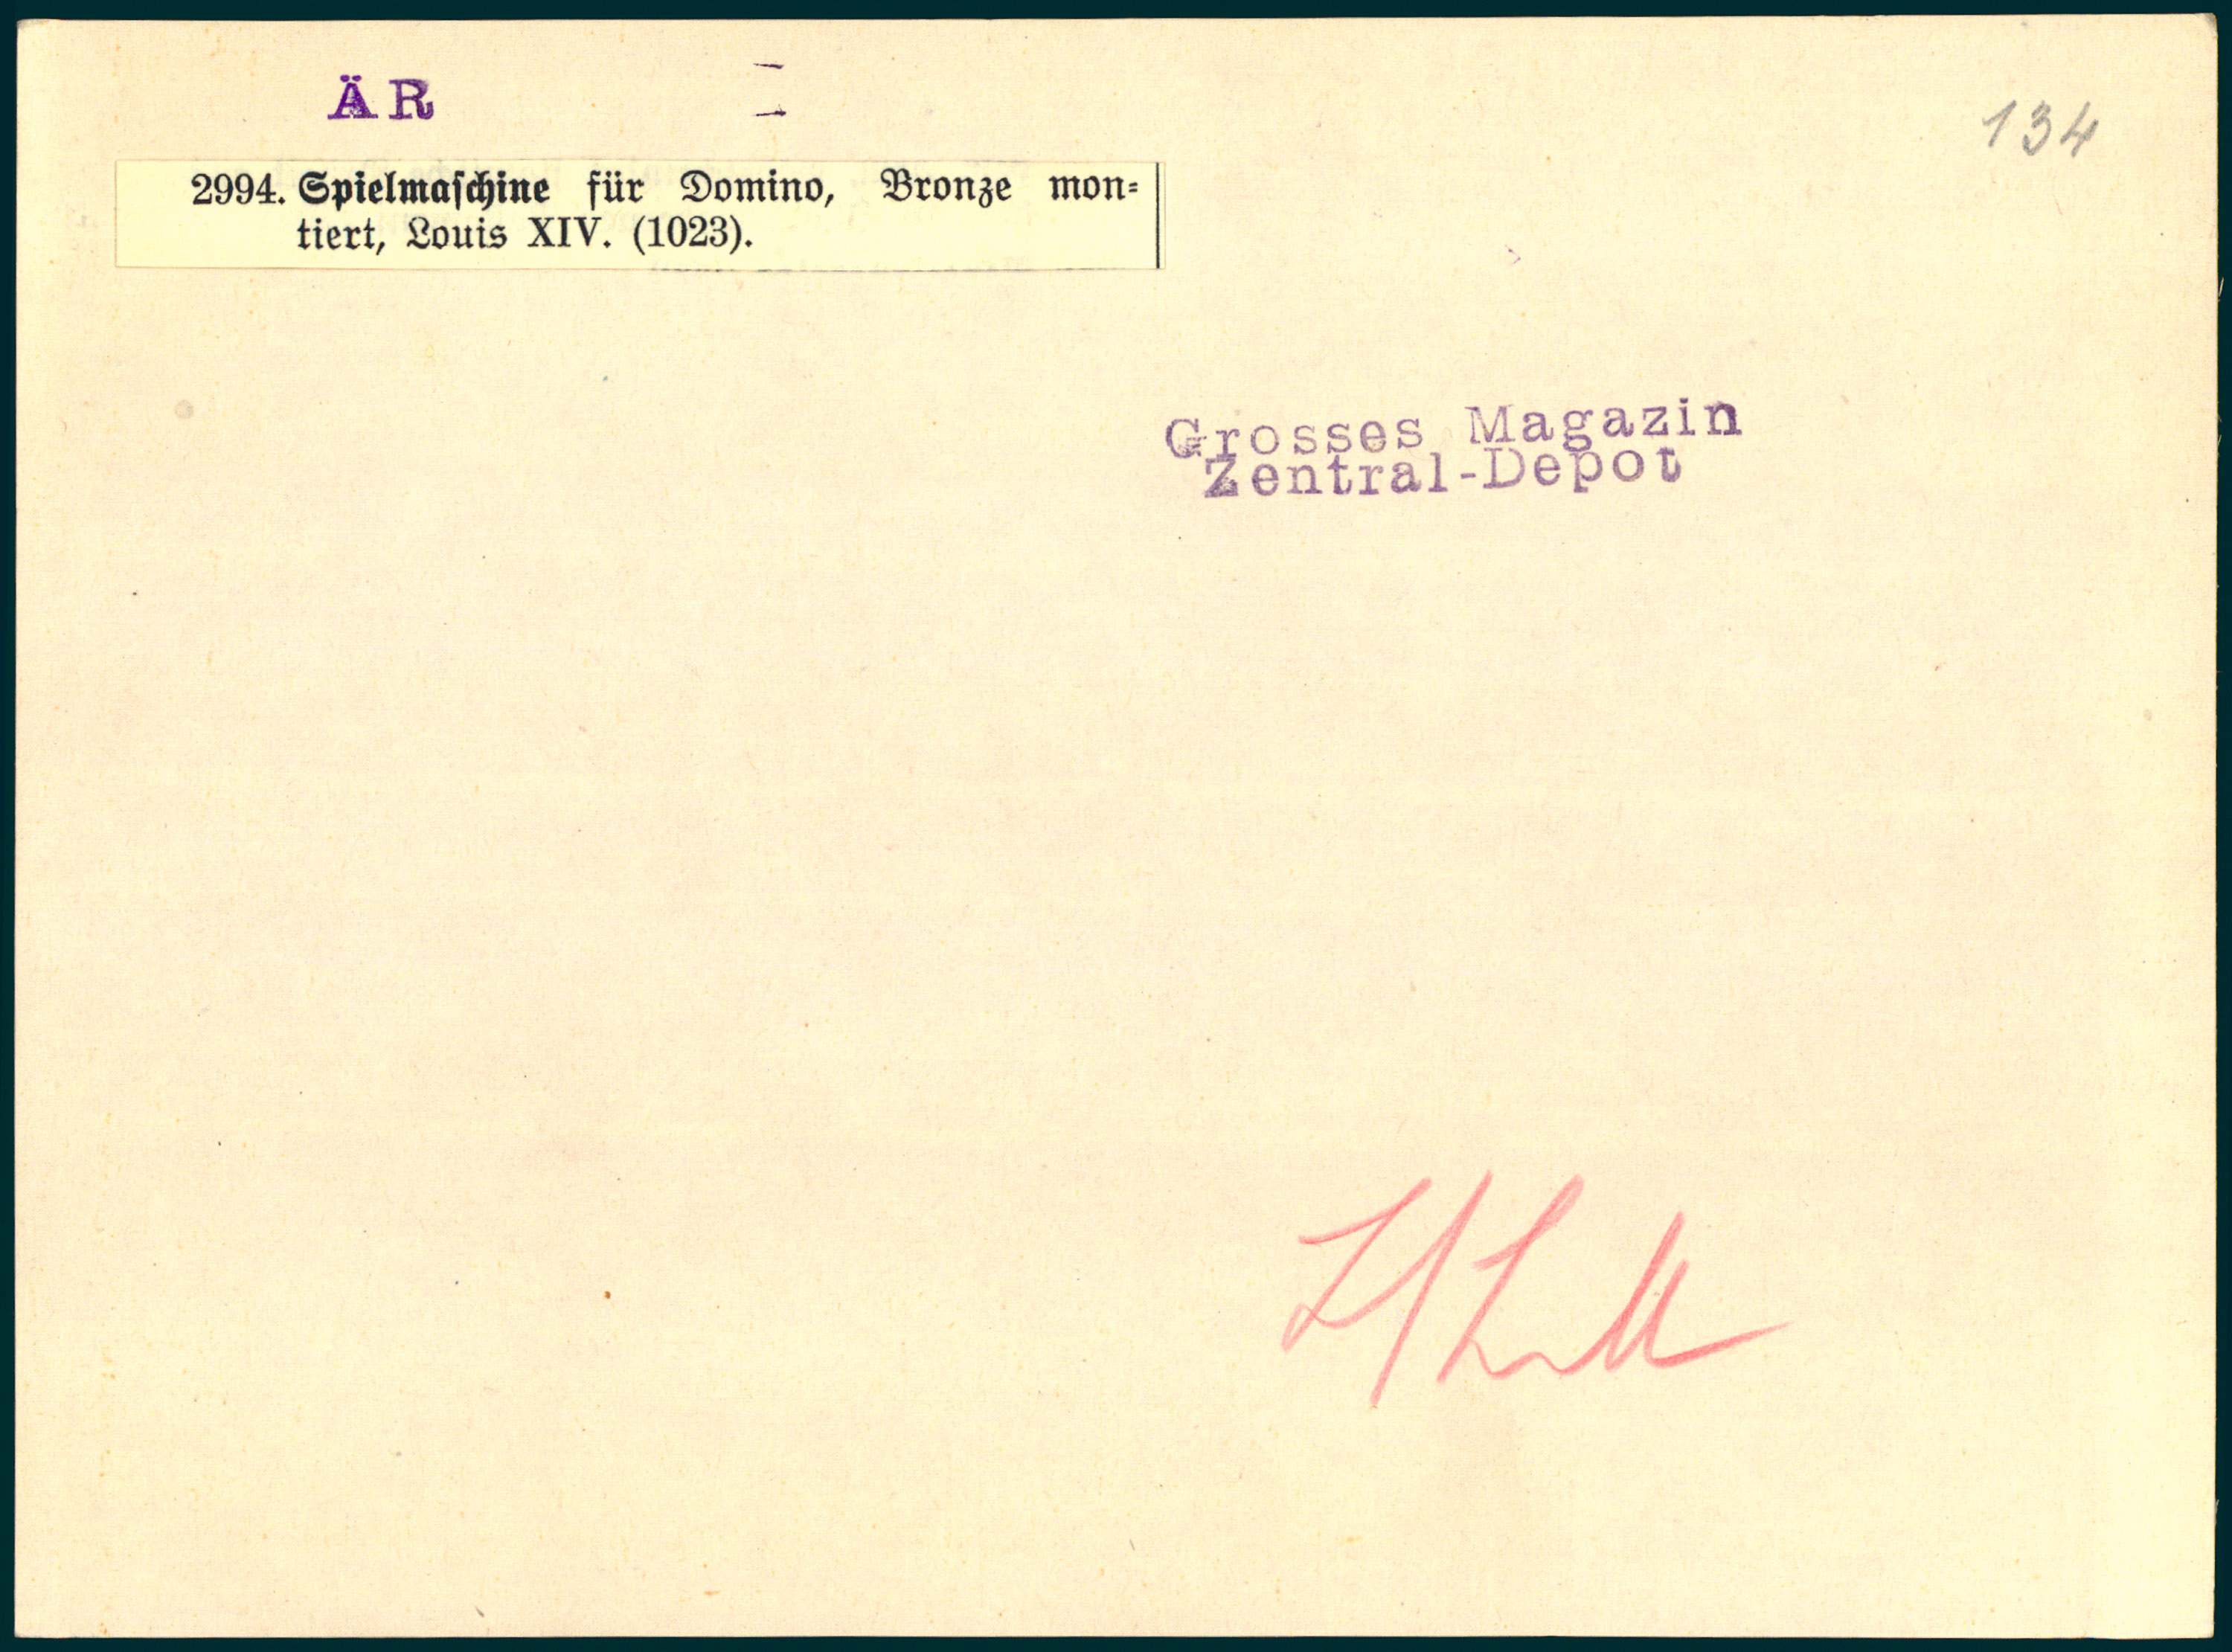 ÄR
134
2994. Spielmaſchine für Domino, Bronze mon-
tiert, Louis XIV. (1023).
Grosses Magazin
Zentral-Depot